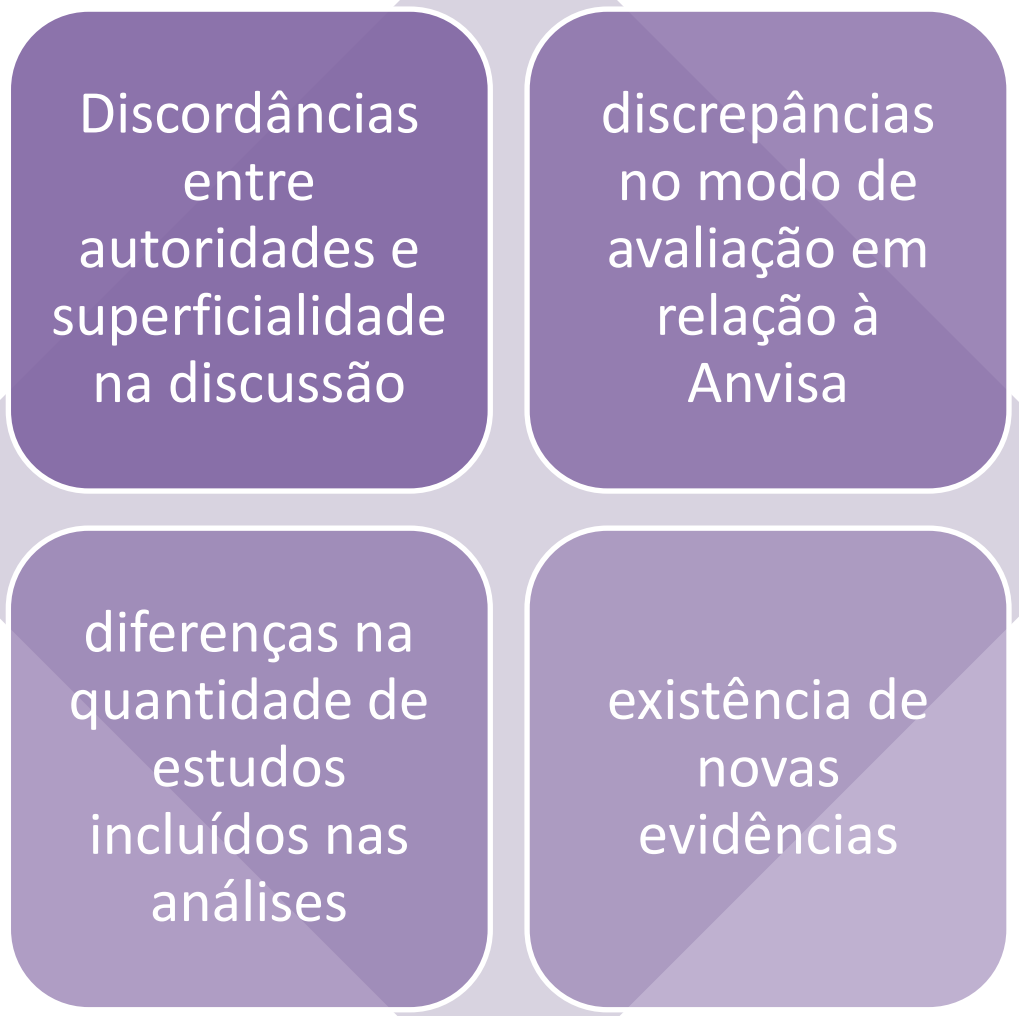 Discordâncias
entre
autoridades e
superficialidade
na discussão
discrepâncias
no modo de
avaliação em
relação à
Anvisa
diferenças na
quantidade de
estudos
incluídos nas
análises
existência de
novas
evidências